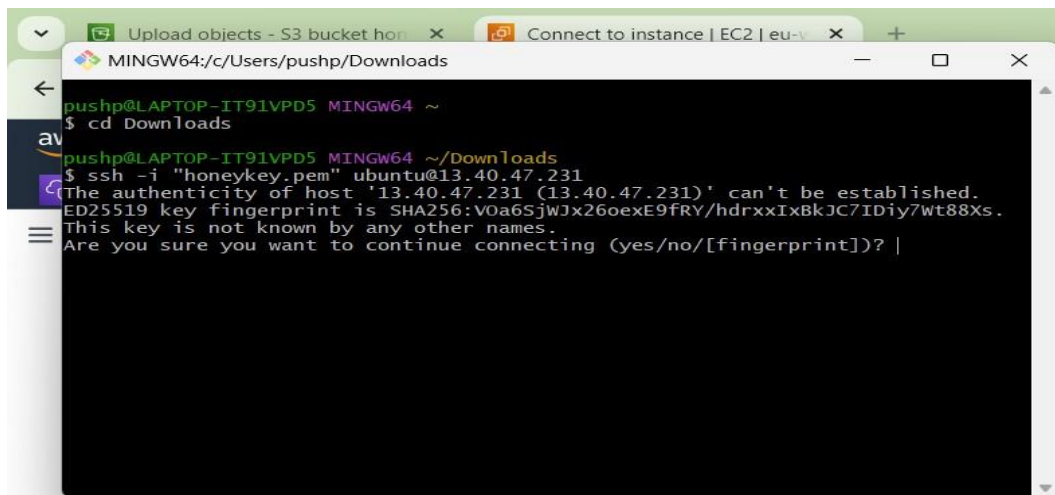 Upload objects - S3 bucket hon
Connect to instance | EC2 | eu-v
MINGW64:/c/Users/pushp/Downloads
pushp@LAPTOP-IT91VPD5 MINGW64 ~
$ cd Downloads
pushp@LAPTOP-IT91VPD5 MINGW64 ~/Downloads
$ ssh -i "honeykey.pem" ubuntu@13.40.47.231
The authenticity of host '13.40.47.231 (13.40.47.231)' can't be established.
ED25519 key fingerprint is SHA256:VOa6SjWJx26oexE9fRY/hdrxxIxBkJC7IDiy7Wt88Xs.
This key is not known by any other names.
Are you sure you want to continue connecting (yes/no/[fingerprint])?